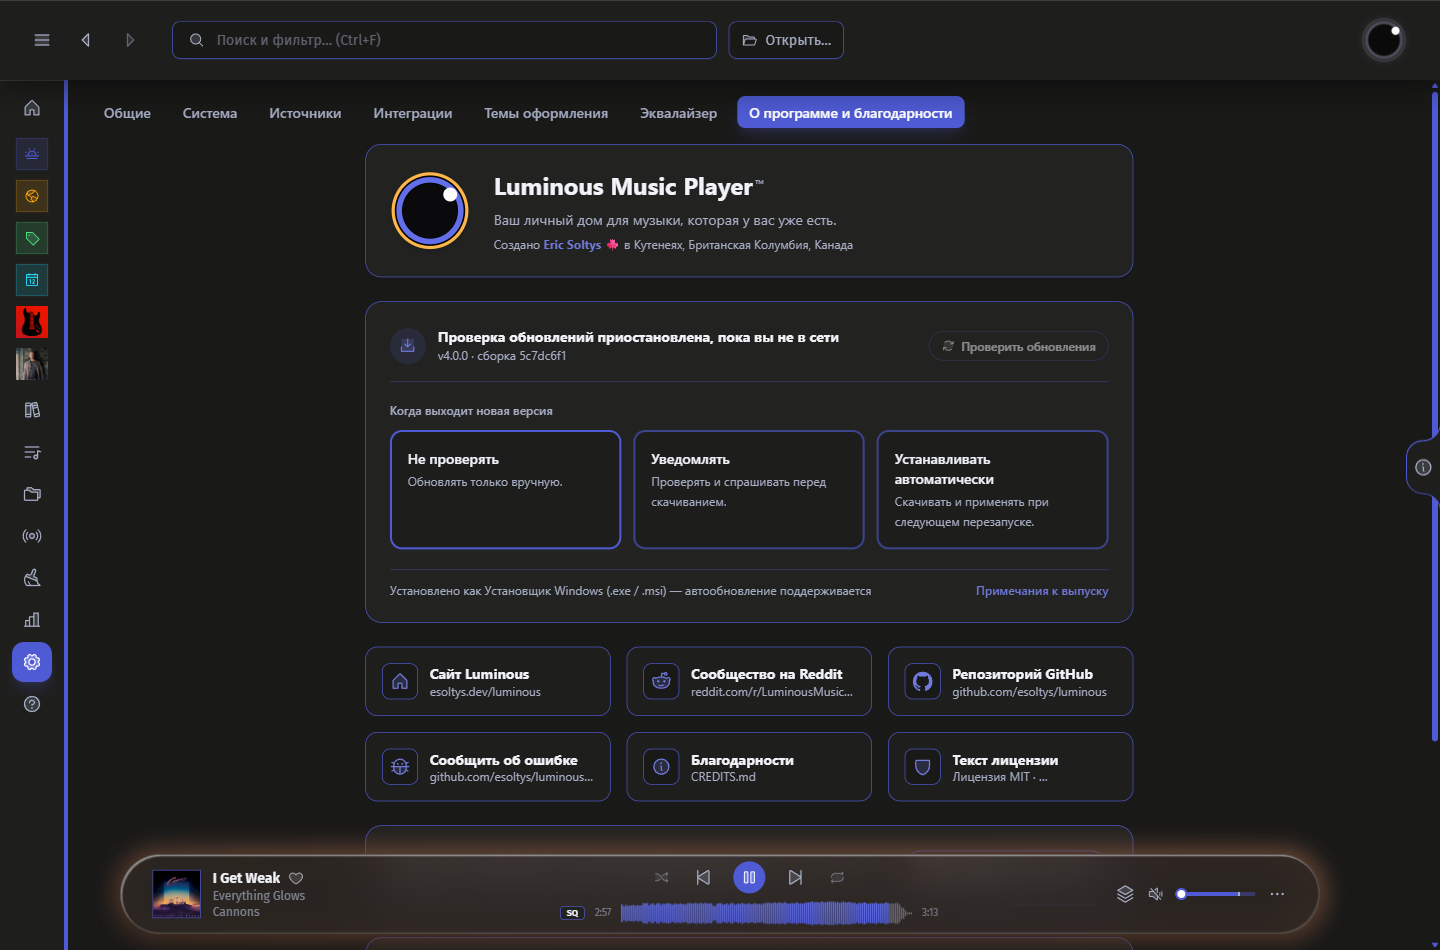 Поиск и фильтр... (Ctrl+F)
Открыть...
Общие
Система
Источники
Интеграции
Темы оформления
Эквалайзер
О программе и благодарности
12
Luminous Music Player™
Ваш личный дом для музыки, которая у вас уже есть.
Создано Eric Soltys в Кутенеях, Британская Колумбия, Канада
Проверка обновлений приостановлена, пока вы не в сети
v4.0.0 · сборка 5c7dc6f1
Проверить обновления
Когда выходит новая версия
Не проверять
Обновлять только вручную.
Уведомлять
Проверять и спрашивать перед
скачиванием.
Устанавливать
автоматически
Скачивать и применять при
следующем перезапуске.
Установлено как Установщик Windows (.exe / .msi) — автообновление поддерживается
Примечания к выпуску
Сайт Luminous
esoltys.dev/luminous
Сообщество на Reddit
reddit.com/r/LuminousMusic...
Репозиторий GitHub
github.com/esoltys/luminous
Сообщить об ошибке
github.com/esoltys/luminous...
Благодарности
CREDITS.md
Текст лицензии
Лицензия MIT · ...
I Get Weak
Everything Glows
Cannons
SQ
2:57
3:13